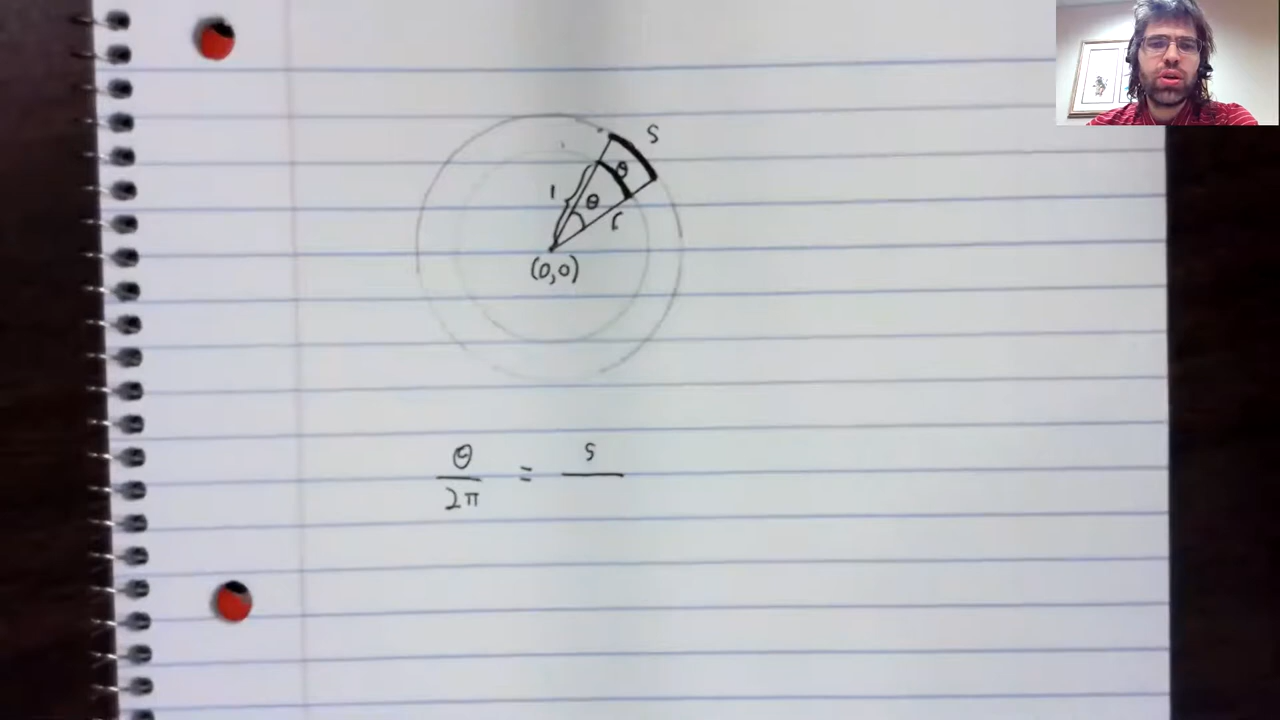 s
θ
1
θ
r
(0,0)
θ/2π = s/